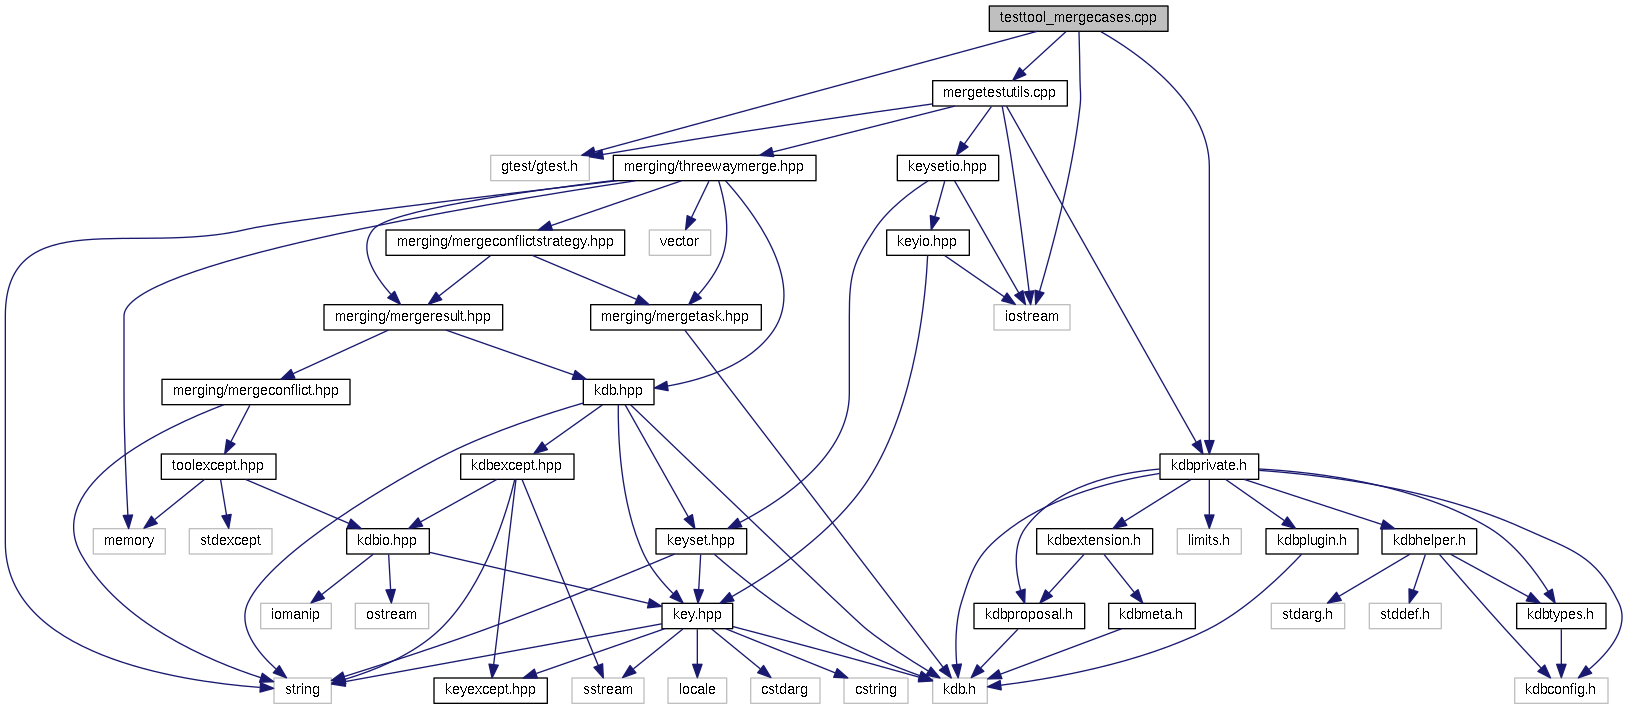 testtool_mergecases.cpp
mergetestutils.cpp
gtest/gtest.h
merging/threewaymerge.hpp
keysetio.hpp
merging/mergeconflictstrategy.hpp
vector
keyio.hpp
merging/mergeresult.hpp
merging/mergetask.hpp
iostream
merging/mergeconflict.hpp
kdb.hpp
toolexcept.hpp
kdbexcept.hpp
kdbprivate.h
memory
stdexcept
kdbio.hpp
keyset.hpp
kdbextension.h
limits.h
kdbplugin.h
kdbhelper.h
iomanip
ostream
key.hpp
kdbproposal.h
kdbmeta.h
stdarg.h
stddef.h
kdbtypes.h
string
keyexcept.hpp
sstream
locale
cstdarg
cstring
kdb.h
kdbconfig.h